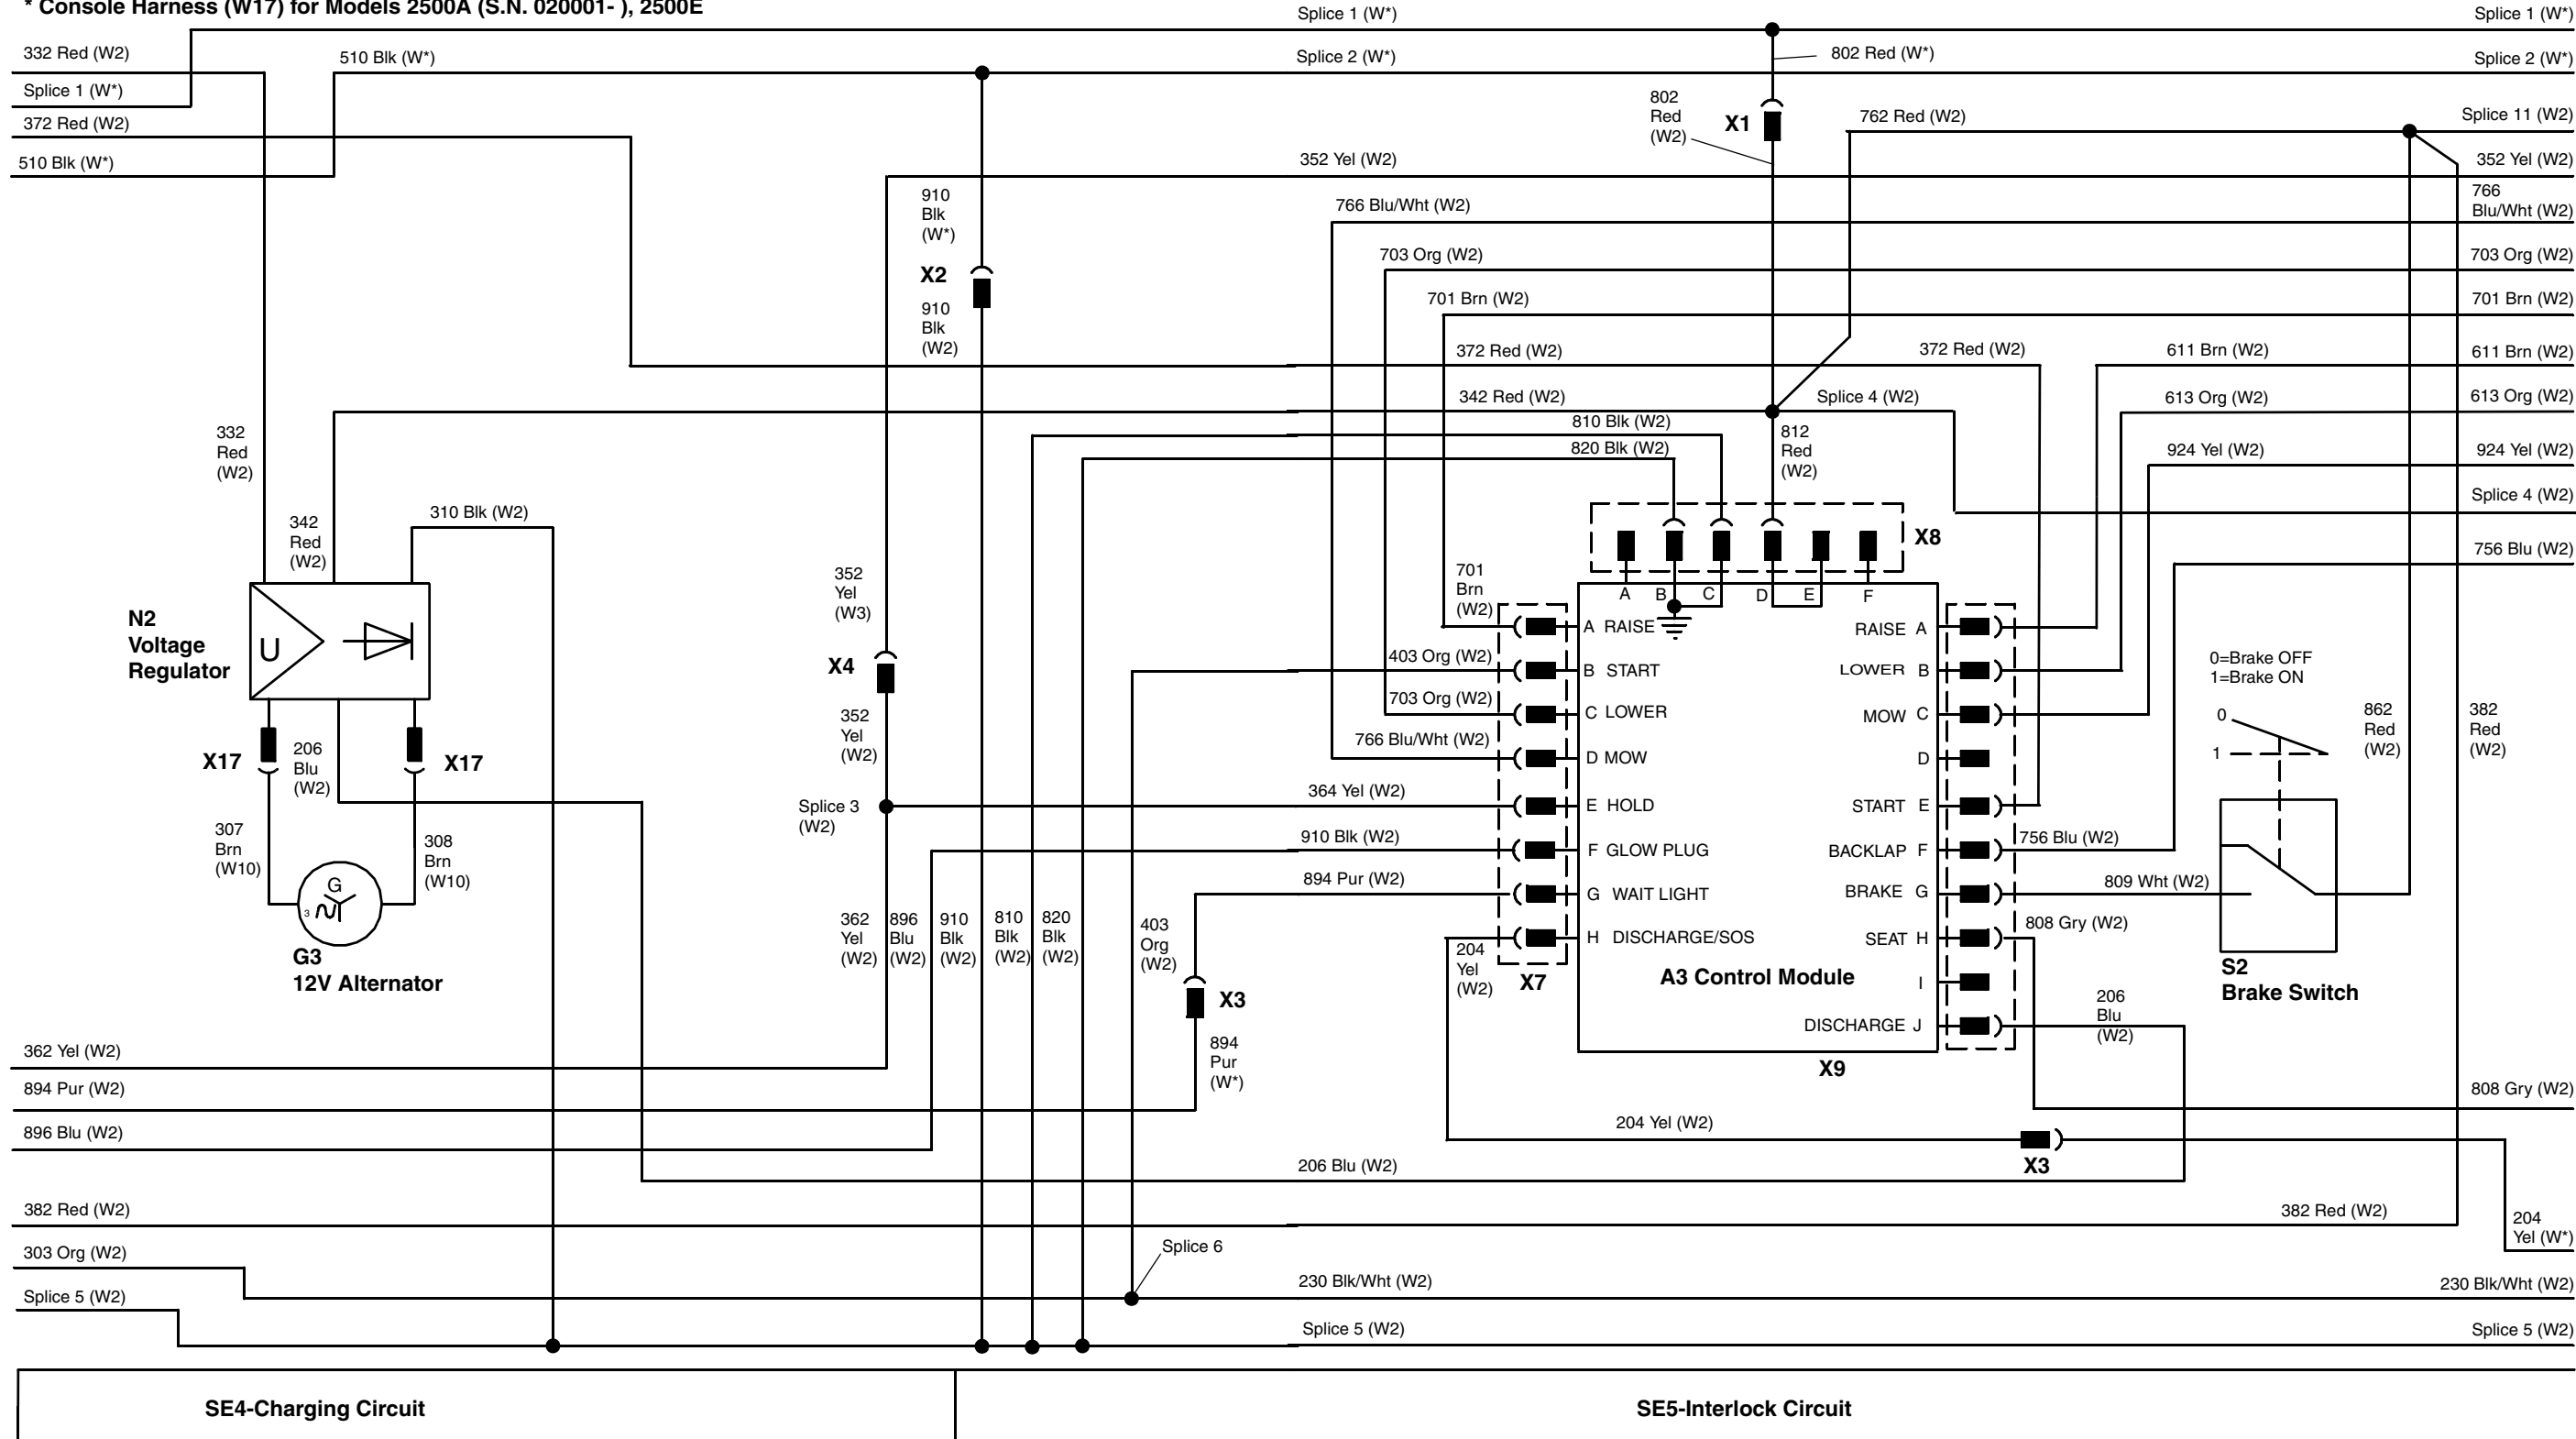 * Console Harness (W17) for Models 2500A (S.N. 020001- ), 2500E
Splice 1 (W*)
Splice 1 (W*)
332 Red (W2)
510 Blk (W*)
Splice 2 (W*)
802 Red (W*)
Splice 2 (W*)
Splice 1 (W*)
802
Red
(W2)
X1
762 Red (W2)
Splice 11 (W2)
372 Red (W2)
510 Blk (W*)
352 Yel (W2)
352 Yel (W2)
910
Blk
(W*)
766 Blu/Wht (W2)
766
Blu/Wht (W2)
X2
703 Org (W2)
703 Org (W2)
910
Blk
(W2)
701 Brn (W2)
701 Brn (W2)
372 Red (W2)
372 Red (W2)
611 Brn (W2)
611 Brn (W2)
342 Red (W2)
Splice 4 (W2)
613 Org (W2)
613 Org (W2)
332
Red
(W2)
810 Blk (W2)
812
Red
(W2)
820 Blk (W2)
924 Yel (W2)
924 Yel (W2)
Splice 4 (W2)
342
Red
(W2)
310 Blk (W2)
X8
756 Blu (W2)
N2
Voltage
Regulator
U
352
Yel
(W3)
701
Brn
(W2)
A B C D E F
X4
A RAISE
RAISE A
403 Org (W2)
B START
LOWER B
0=Brake OFF
1=Brake ON
703 Org (W2)
C LOWER
MOW C
0
1
862
Red
(W2)
382
Red
(W2)
352
Yel
(W2)
766 Blu/Wht (W2)
D MOW
D
X17
206
Blu
(W2)
X17
Splice 3
(W2)
364 Yel (W2)
E HOLD
START E
307
Brn
(W10)
308
Brn
(W10)
910 Blk (W2)
F GLOW PLUG
BACKLAP F
756 Blu (W2)
G
3
G3
12V Alternator
894 Pur (W2)
G WAIT LIGHT
BRAKE G
809 Wht (W2)
362
Yel
(W2)
896
Blu
(W2)
910
Blk
(W2)
810
Blk
(W2)
820
Blk
(W2)
403
Org
(W2)
H DISCHARGE/SOS
SEAT H
808 Gry (W2)
204
Yel
(W2)
X7
A3 Control Module
I
S2
Brake Switch
X3
894
Pur
(W*)
DISCHARGE J
206
Blu
(W2)
X9
362 Yel (W2)
894 Pur (W2)
808 Gry (W2)
896 Blu (W2)
204 Yel (W2)
X3
206 Blu (W2)
382 Red (W2)
382 Red (W2)
204
Yel (W*)
303 Org (W2)
Splice 6
230 Blk/Wht (W2)
230 Blk/Wht (W2)
Splice 5 (W2)
Splice 5 (W2)
Splice 5 (W2)
SE4-Charging Circuit
SE5-Interlock Circuit